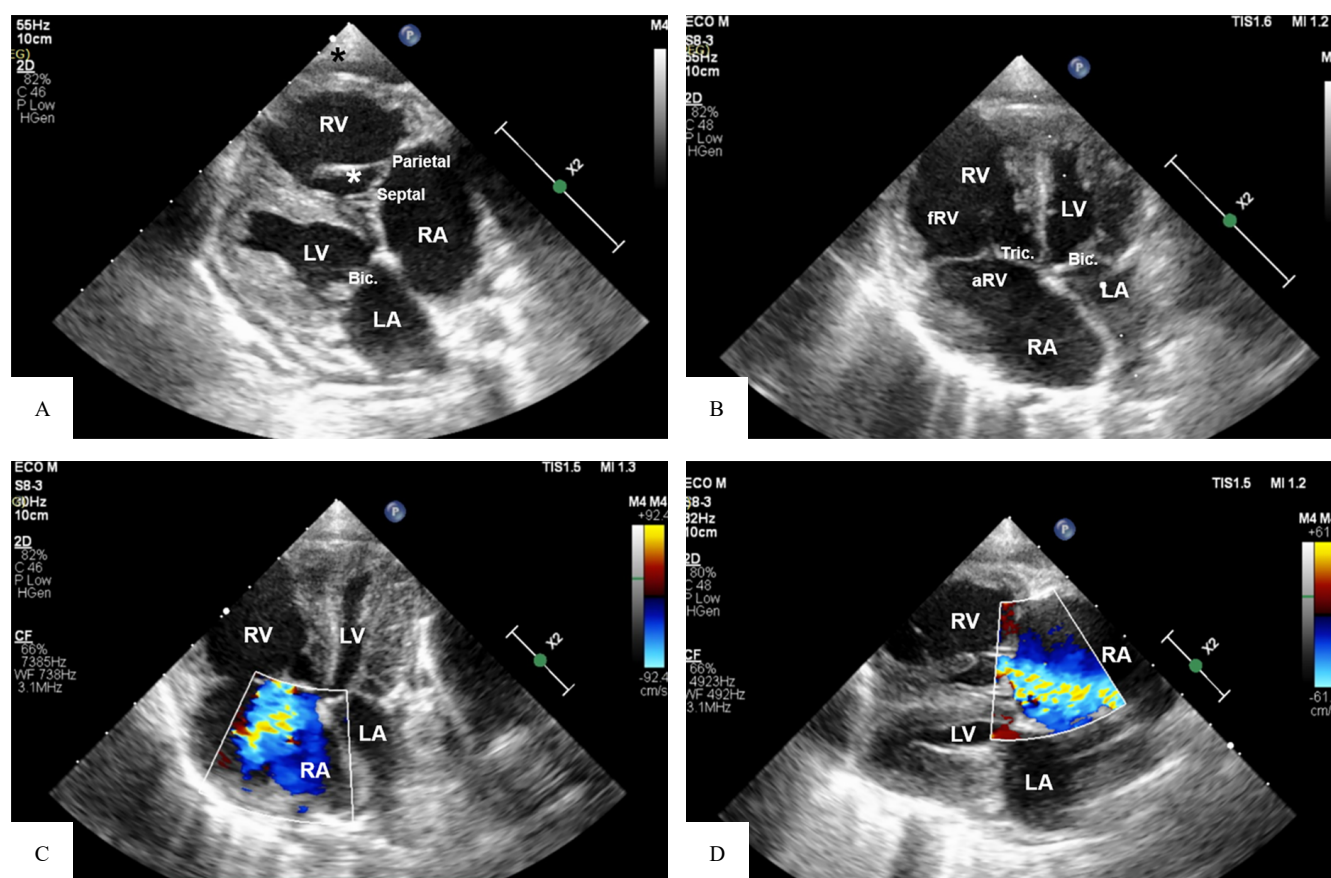 55Hz
10cm
2D
82%
C 46
P Low
HGen
M4
P
*
RV
Parietal
*
Septal
RA
LV
Bic.
LA
X2
A
ECO M
TIS1.6 MI 1.2
S8-3
55Hz
10cm
2D
82%
C 48
P Low
HGen
P
RV
fRV
LV
Tric.
Bic.
aRV
LA
RA
X2
B
ECO M
TIS1.5 MI 1.3
S8-3
10cm
2D
82%
C 46
P Low
HGen
CF
66%
7385Hz
WF 738Hz
3.1MHz
M4 M4
+92.4
-92.4
cm/s
P
RV
LV
LA
RA
X2
C
ECO M
TIS1.5 MI 1.2
S8-3
10cm
2D
80%
C 48
P Low
HGen
CF
66%
4923Hz
WF 492Hz
3.1MHz
+61
-61
P
RV
RA
LV
LA
X2
D